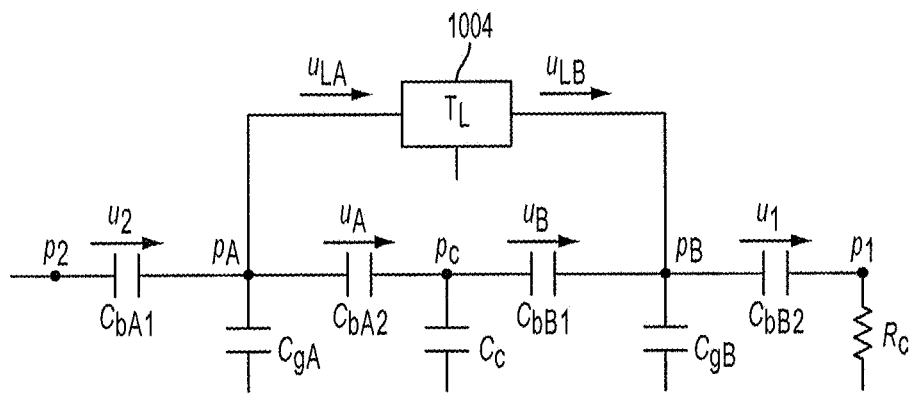 1004
u_LA
u_LB
T_L
u_2
u_A
u_B
u_1
p_2
p_A
p_c
p_B
p1
C_bA1
C_gA
C_bA2
C_c
C_bB1
C_gB
C_bB2
R_c